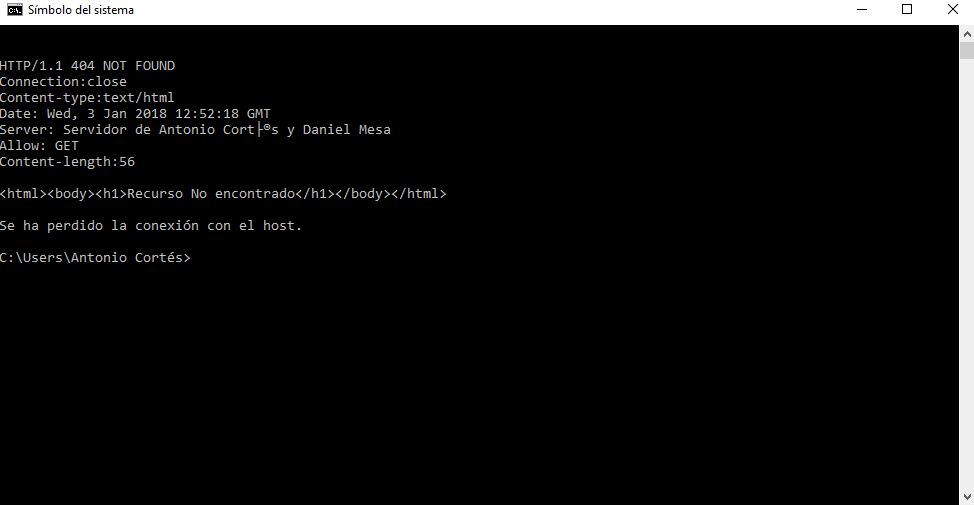 Símbolo del sistema
HTTP/1.1 404 NOT FOUND
Connection:close
Content-type:text/html
Date: Wed, 3 Jan 2018 12:52:18 GMT
Server: Servidor de Antonio Cort├®s y Daniel Mesa
Allow: GET
Content-length:56
<html><body><h1>Recurso No encontrado</h1></body></html>
Se ha perdido la conexión con el host.
C:\Users\Antonio Cortés>